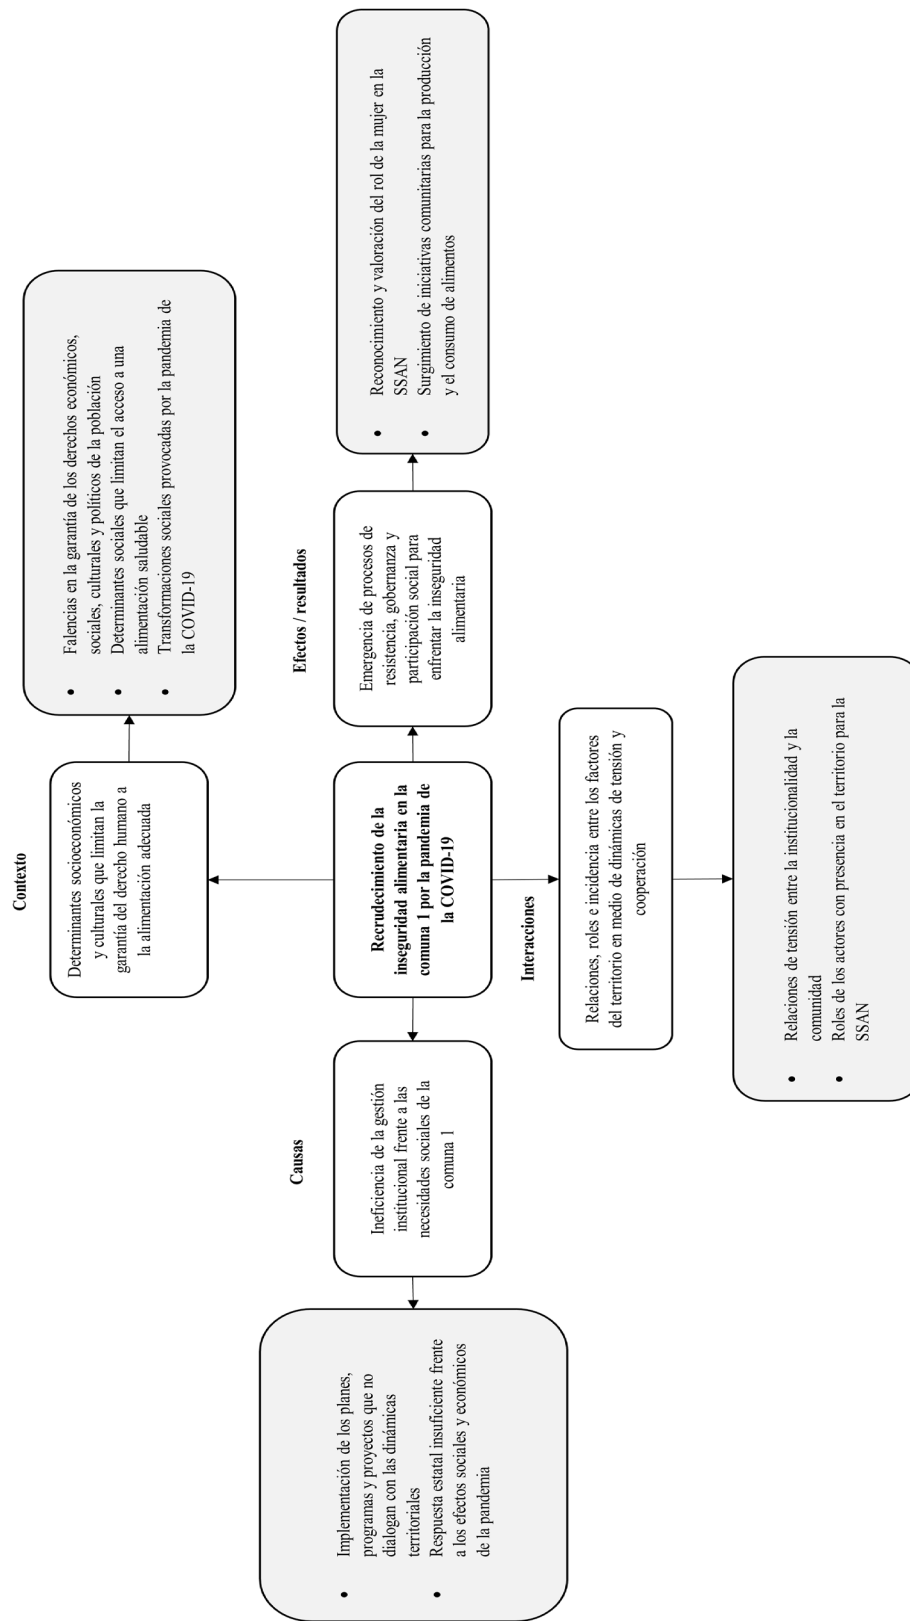 Contexto
Determinantes socioeconómicos
y culturales que limitan la
garantía del derecho humano a
la alimentación adecuada
• Falencias en la garantía de los derechos económicos,
sociales, culturales y políticos de la población
• Determinantes sociales que limitan el acceso a una
alimentación saludable
• Transformaciones sociales provocadas por la pandemia de
la COVID-19
Causas
• Implementación de los planes,
programas y proyectos que no
dialogan con las dinámicas
territoriales
• Respuesta estatal insuficiente frente
a los efectos sociales y económicos
de la pandemia
Ineficiencia de la gestión
institucional frente a las
necesidades sociales de la
comuna 1
Recrudecimiento de la
inseguridad alimentaria en la
comuna 1 por la pandemia de
la COVID-19
Efectos / resultados
Emergencia de procesos de
resistencia, gobernanza y
participación social para
enfrentar la inseguridad
alimentaria
• Reconocimiento y valoración del rol de la mujer en la
SSAN
• Surgimiento de iniciativas comunitarias para la producción
y el consumo de alimentos
Interacciones
Relaciones, roles e incidencia entre los factores
del territorio en medio de dinámicas de tensión y
cooperación
• Relaciones de tensión entre la institucionalidad y la
comunidad
• Roles de los actores con presencia en el territorio para la
SSAN